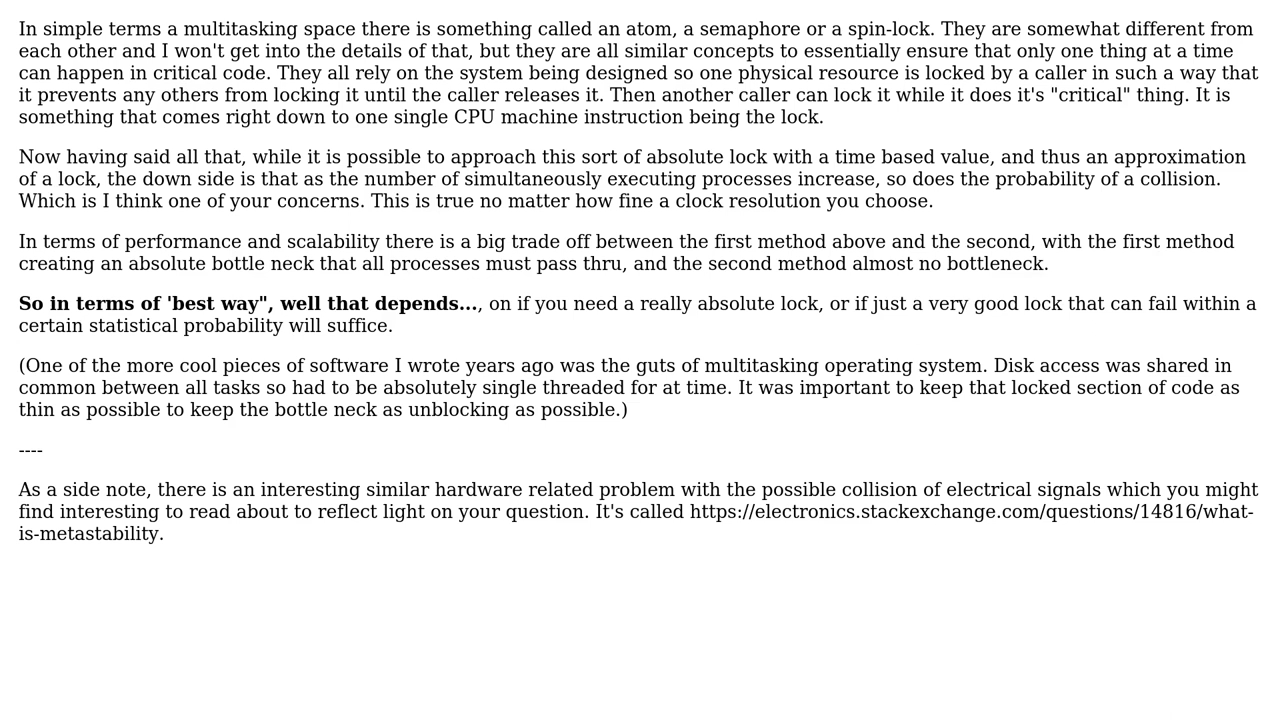 In simple terms a multitasking space there is something called an atom, a semaphore or a spin-lock. They are somewhat different from
each other and I won't get into the details of that, but they are all similar concepts to essentially ensure that only one thing at a time
can happen in critical code. They all rely on the system being designed so one physical resource is locked by a caller in such a way that
it prevents any others from locking it until the caller releases it. Then another caller can lock it while it does it's "critical" thing. It is
something that comes right down to one single CPU machine instruction being the lock.
Now having said all that, while it is possible to approach this sort of absolute lock with a time based value, and thus an approximation
of a lock, the down side is that as the number of simultaneously executing processes increase, so does the probability of a collision.
Which is I think one of your concerns. This is true no matter how fine a clock resolution you choose.
In terms of performance and scalability there is a big trade off between the first method above and the second, with the first method
creating an absolute bottle neck that all processes must pass thru, and the second method almost no bottleneck.
So in terms of 'best way", well that depends..., on if you need a really absolute lock, or if just a very good lock that can fail within a
certain statistical probability will suffice.
(One of the more cool pieces of software I wrote years ago was the guts of multitasking operating system. Disk access was shared in
common between all tasks so had to be absolutely single threaded for at time. It was important to keep that locked section of code as
thin as possible to keep the bottle neck as unblocking as possible.)
----
As a side note, there is an interesting similar hardware related problem with the possible collision of electrical signals which you might
find interesting to read about to reflect light on your question. It's called https://electronics.stackexchange.com/questions/14816/what-
is-metastability.